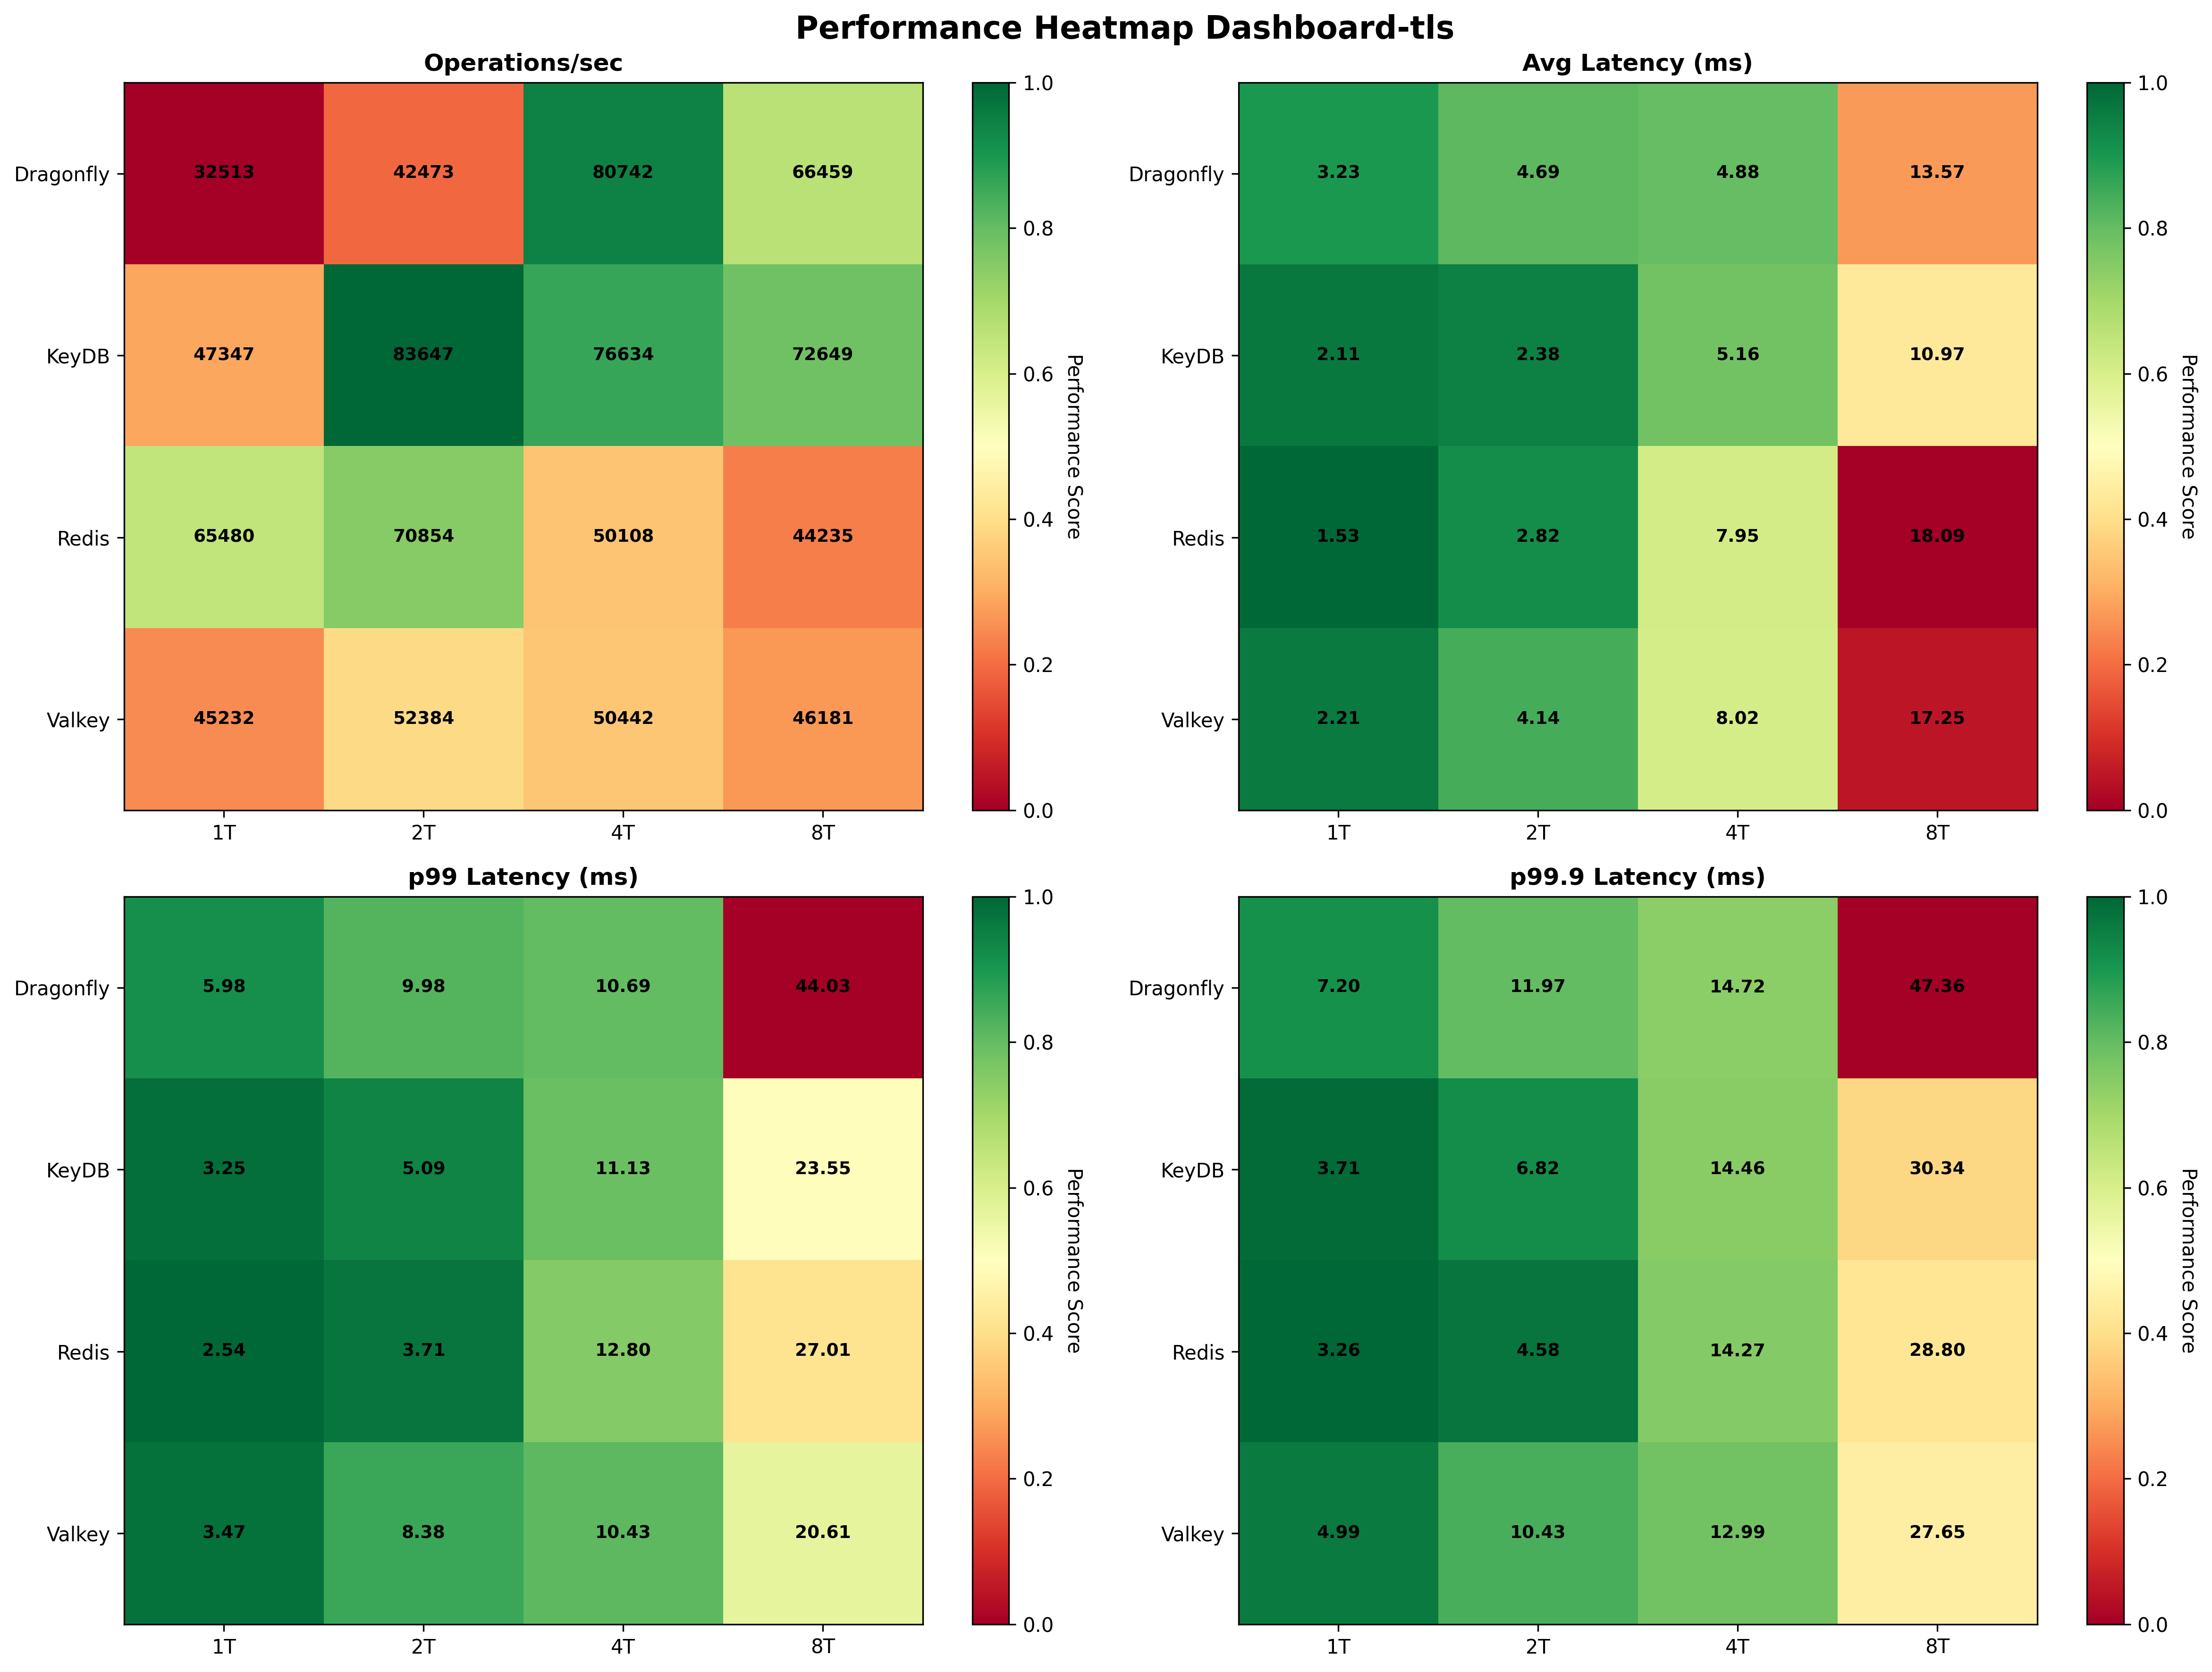 Performance Heatmap Dashboard-tls
Operations/sec
Dragonfly 32513 42473 80742 66459
KeyDB 47347 83647 76634 72649
Redis 65480 70854 50108 44235
Valkey 45232 52384 50442 46181
1T 2T 4T 8T
1.0
0.8
0.6
0.4
0.2
0.0
Performance Score
Avg Latency (ms)
Dragonfly 3.23 4.69 4.88 13.57
KeyDB 2.11 2.38 5.16 10.97
Redis 1.53 2.82 7.95 18.09
Valkey 2.21 4.14 8.02 17.25
1T 2T 4T 8T
1.0
0.8
0.6
0.4
0.2
0.0
Performance Score
p99 Latency (ms)
Dragonfly 5.98 9.98 10.69 44.03
KeyDB 3.25 5.09 11.13 23.55
Redis 2.54 3.71 12.80 27.01
Valkey 3.47 8.38 10.43 20.61
1T 2T 4T 8T
1.0
0.8
0.6
0.4
0.2
0.0
Performance Score
p99.9 Latency (ms)
Dragonfly 7.20 11.97 14.72 47.36
KeyDB 3.71 6.82 14.46 30.34
Redis 3.26 4.58 14.27 28.80
Valkey 4.99 10.43 12.99 27.65
1T 2T 4T 8T
1.0
0.8
0.6
0.4
0.2
0.0
Performance Score